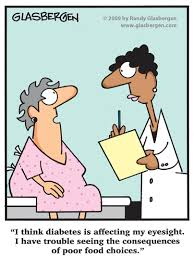 GLASBERGEN
© 2009 by Randy Glasbergen
www.glasbergen.com
"I think diabetes is affecting my eyesight.
I have trouble seeing the consequences
of poor food choices."